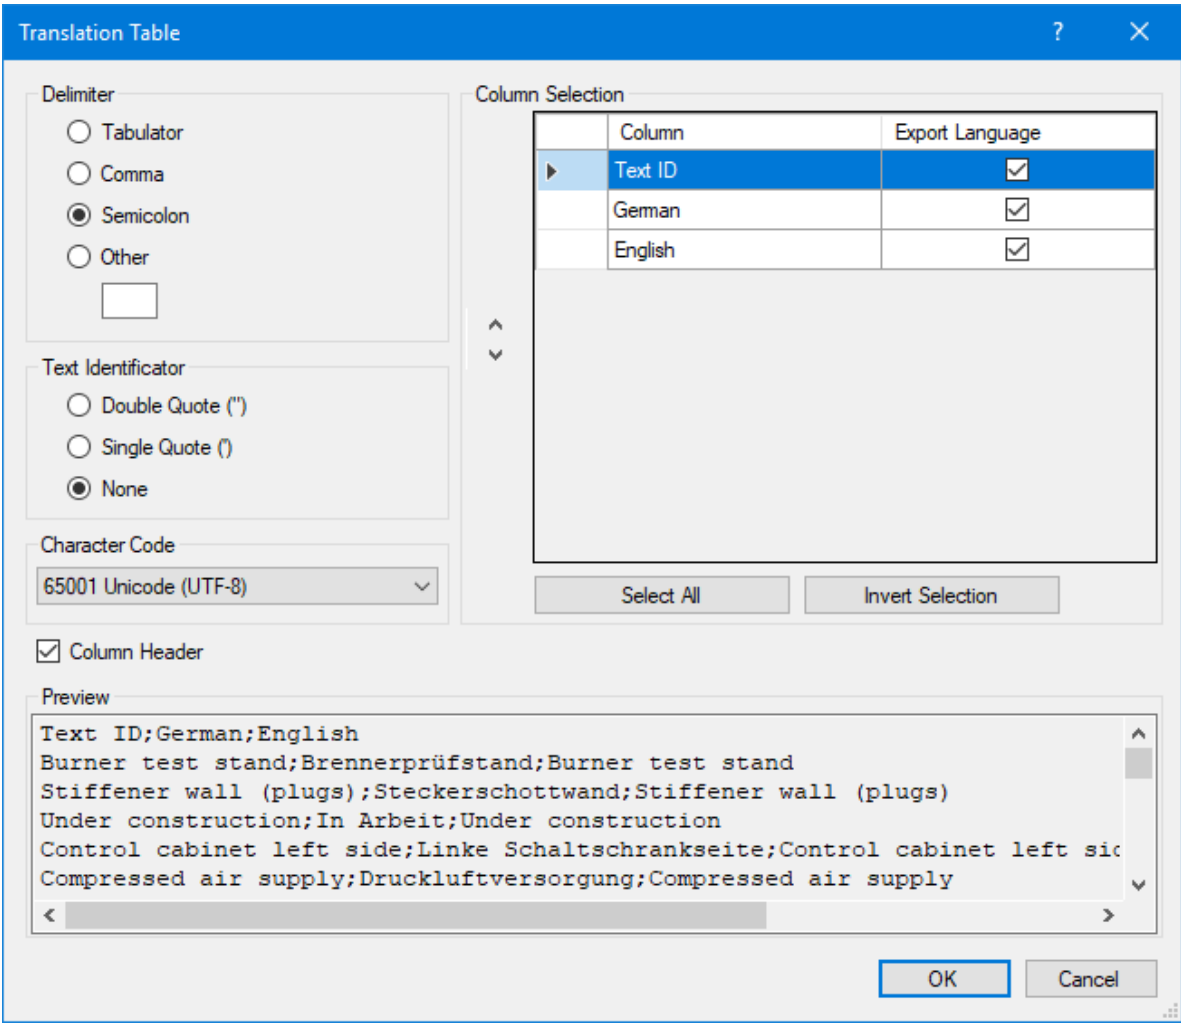 Translation Table
?
Delimiter
Tabulator
Comma
Semicolon
Other
Text Identificator
Double Quote (")
Single Quote (')
None
Character Code
65001 Unicode (UTF-8)
Column Header
Column Selection
Column Export Language
Text ID
German
English
Select All Invert Selection
Preview
Text ID;German;English
Burner test stand;Brennerprüfstand;Burner test stand
Stiffener wall (plugs);Steckerschottwand;Stiffener wall (plugs)
Under construction;In Arbeit;Under construction
Control cabinet left side;Linke Schaltschrankseite;Control cabinet left sid
Compressed air supply;Druckluftversorgung;Compressed air supply
OK Cancel